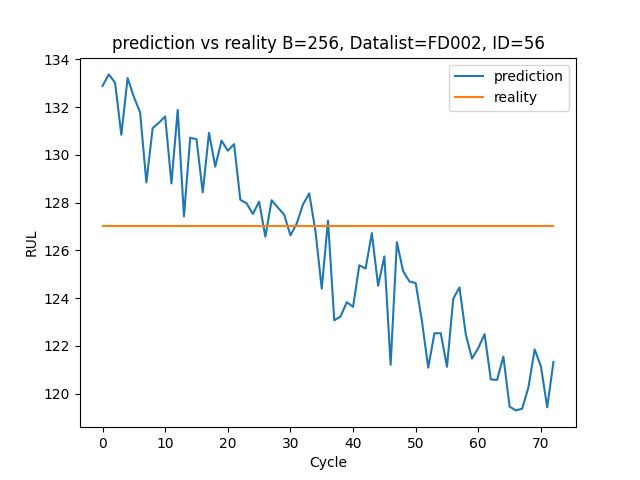 prediction vs reality B=256, Datalist=FD002, ID=56
prediction
reality
RUL
134
132
130
128
126
124
122
120
0 10 20 30 40 50 60 70
Cycle